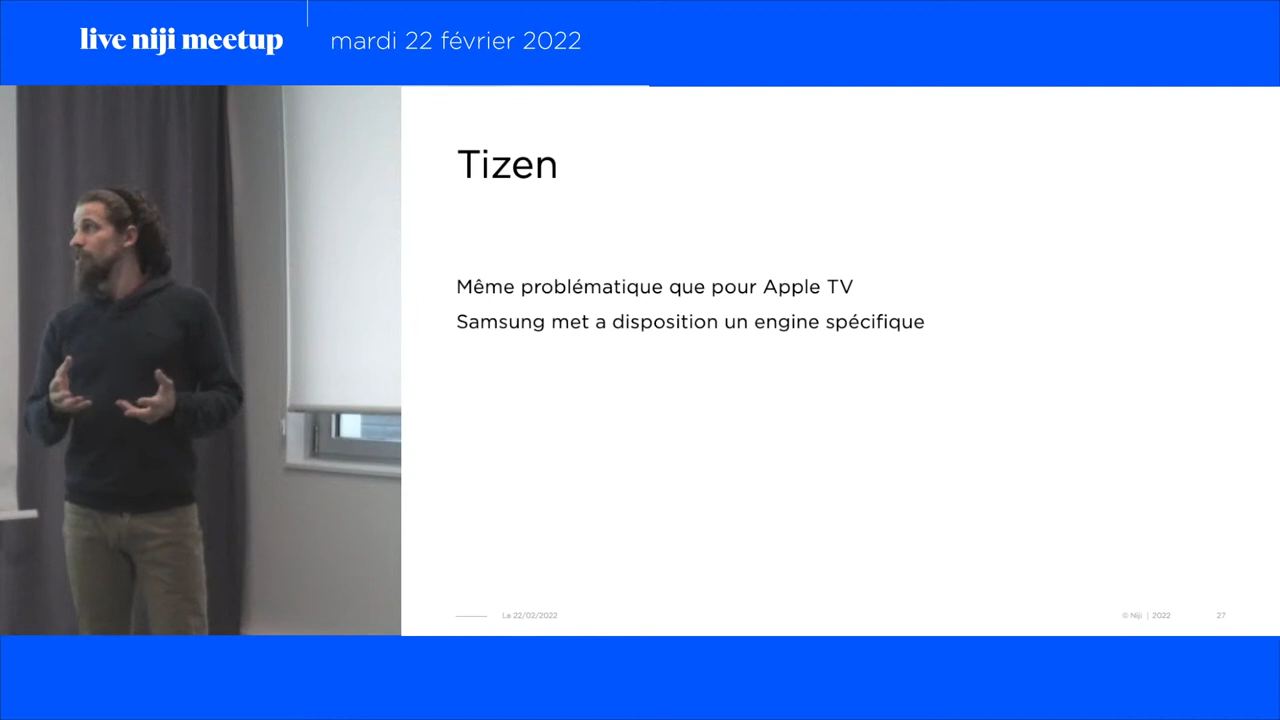 live niji meetup
mardi 22 février 2022
Tizen
Même problématique que pour Apple TV
Samsung met a disposition un engine spécifique
Le 22/02/2022
© Niji | 2022
27